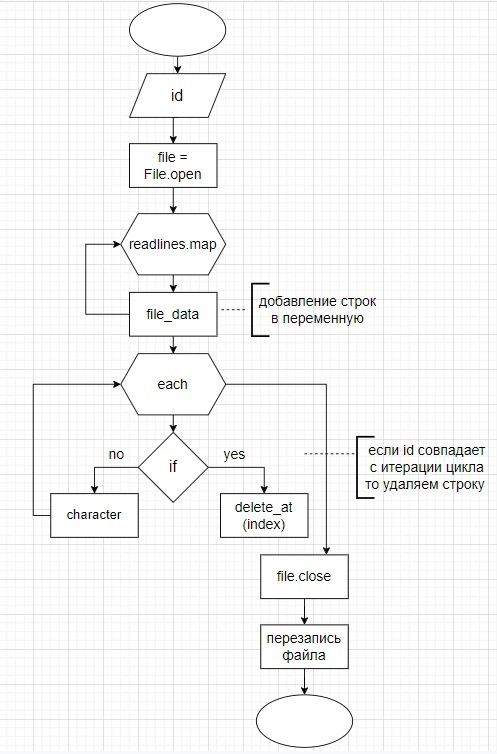 id
file =
File.open
readlines.map
file_data
добавление строк
в переменную
each
if
no
yes
если id совпадает
с итерации цикла
то удаляем строку
character
delete_at
(index)
file.close
перезапись
файла